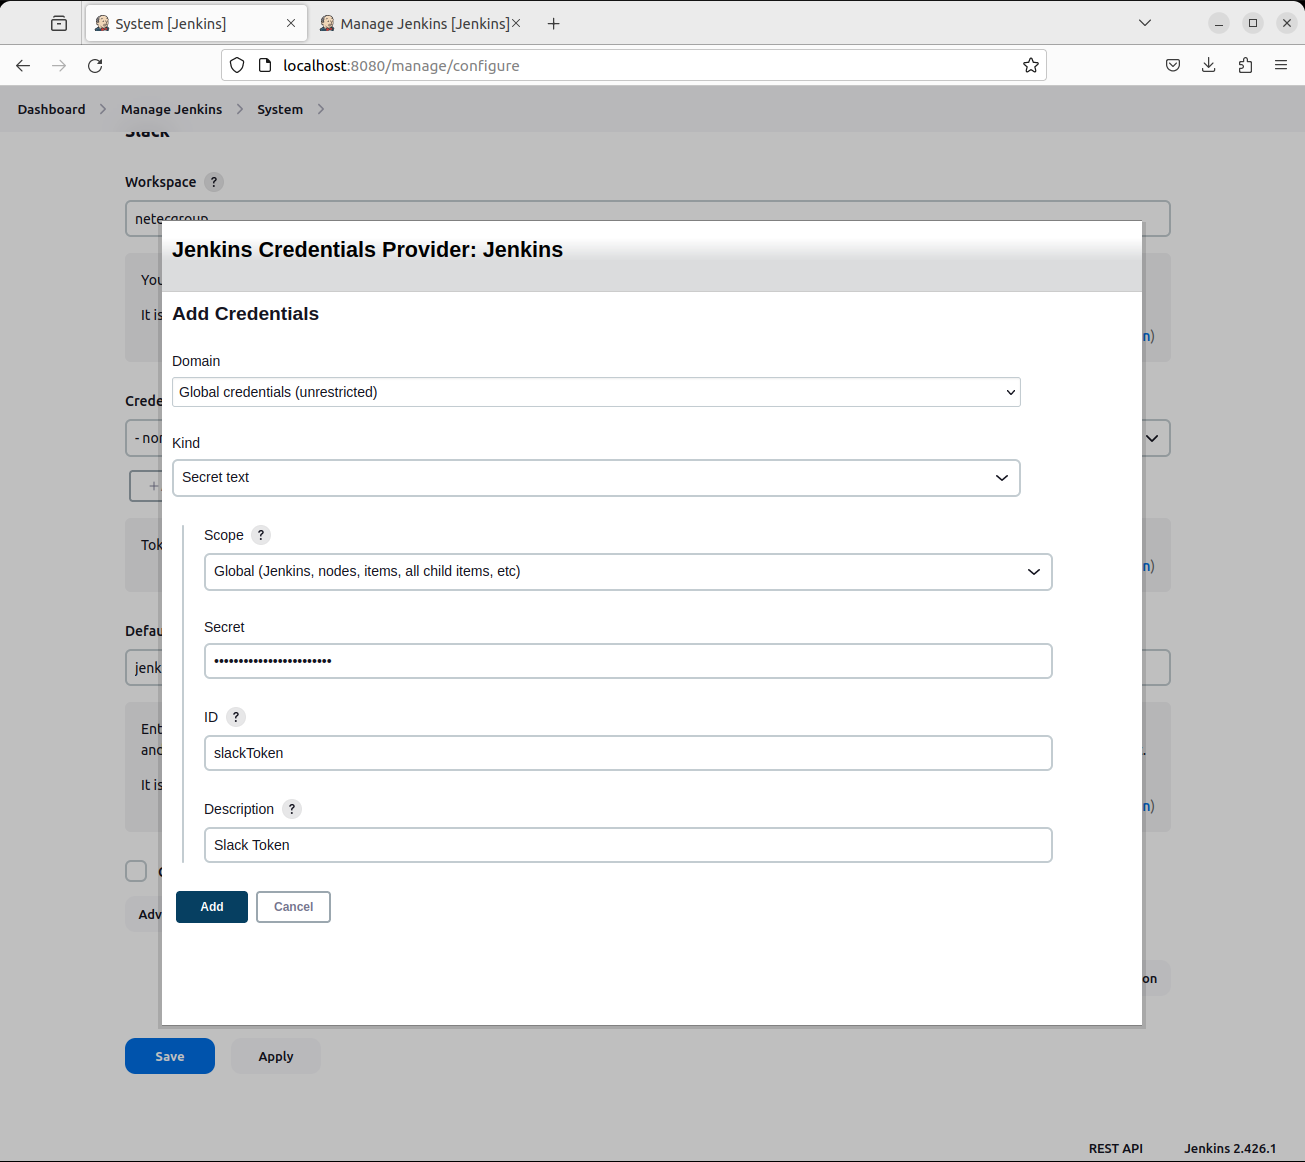 System [Jenkins]
Manage Jenkins [Jenkins]
localhost:8080/manage/configure
Dashboard
Manage Jenkins
System
Slack
Workspace ?
netecgroup
Jenkins Credentials Provider: Jenkins
You
It is
n)
Add Credentials
Domain
Global credentials (unrestricted)
Crede
- non
Kind
Secret text
+
Scope ?
Tok
n)
Global (Jenkins, nodes, items, all child items, etc)
Defau
Secret
jenk
••••••••••••••••••••••••
ID ?
Ent
and
slackToken
It is
n)
Description ?
Slack Token
Adv
Add
Cancel
on
Save
Apply
REST API
Jenkins 2.426.1